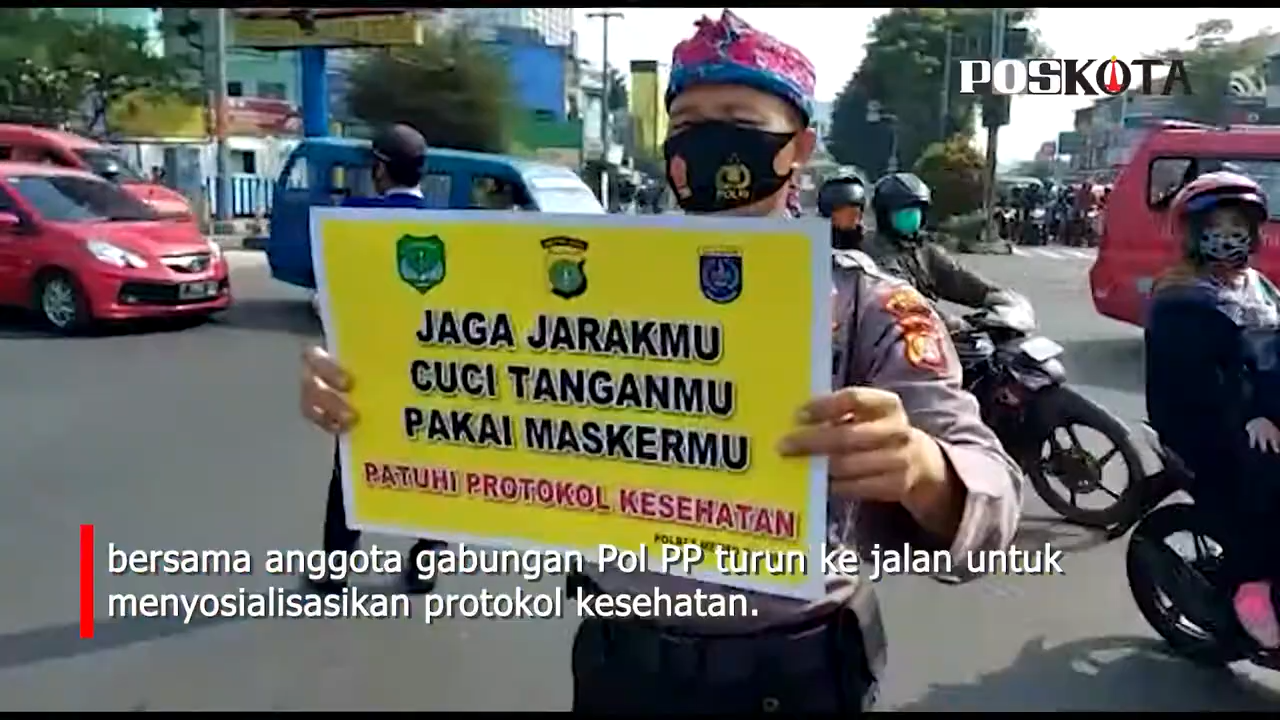 POSKOTA
POLRI
JAGA JARAKMU
CUCI TANGANMU
PAKAI MASKERMU
PATUHI PROTOKOL KESEHATAN
bersama anggota gabungan Pol PP turun ke jalan untuk
menyosialisasikan protokol kesehatan.